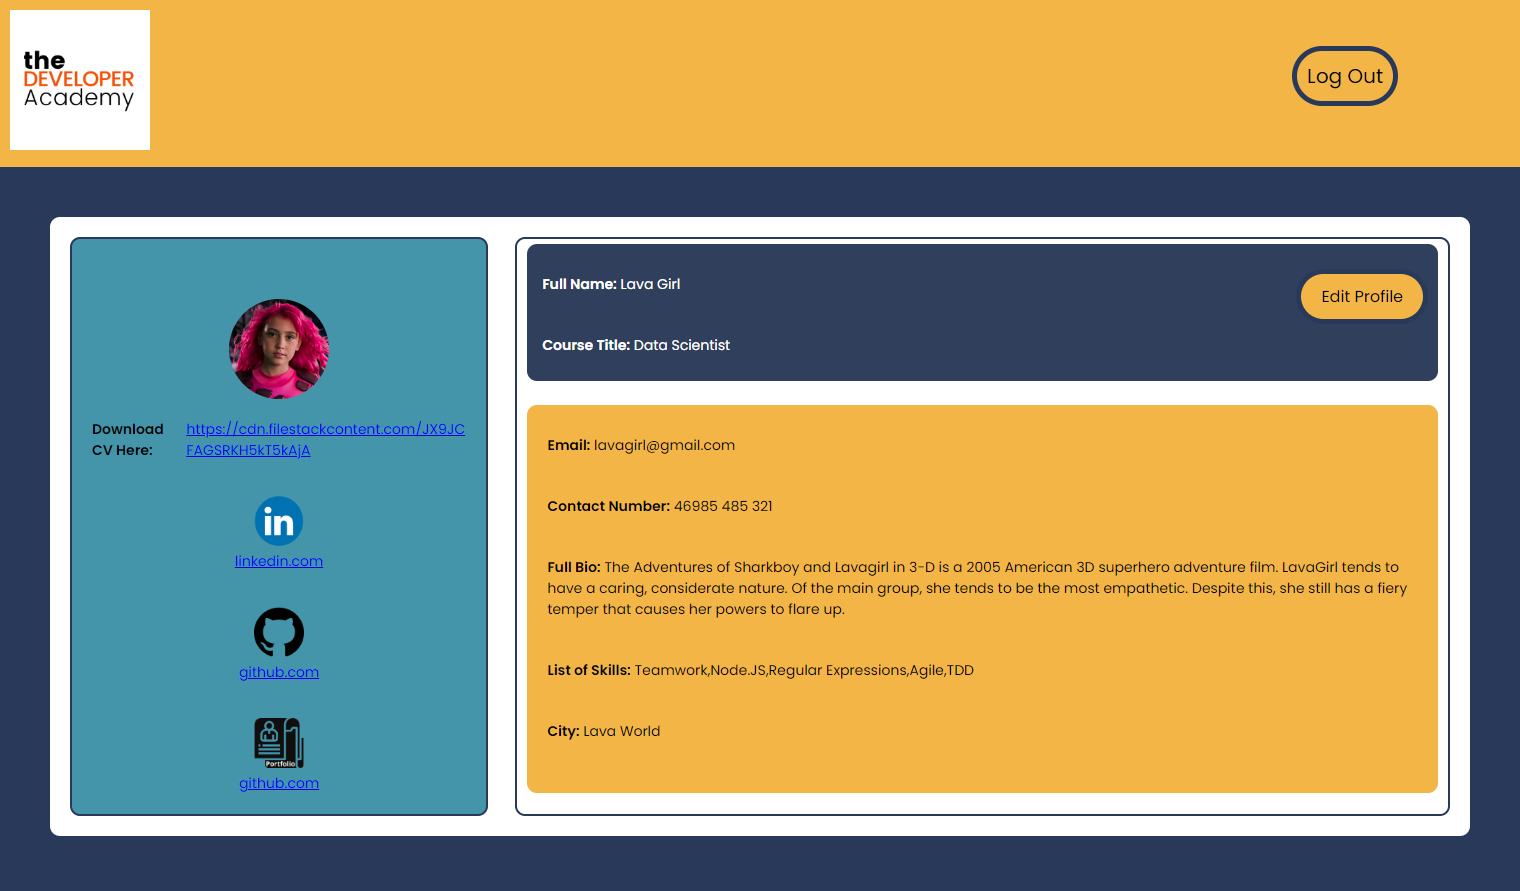 the
DEVELOPER
Academy
Log Out
Download
CV Here:
https://cdn.filestackcontent.com/JX9JC
FAGSRKH5kT5kAjA
linkedin.com
github.com
Portfolio
github.com
Full Name: Lava Girl
Edit Profile
Course Title: Data Scientist
Email: lavagirl@gmail.com
Contact Number: 46985 485 321
Full Bio: The Adventures of Sharkboy and Lavagirl in 3-D is a 2005 American 3D superhero adventure film. LavaGirl tends to
have a caring, considerate nature. Of the main group, she tends to be the most empathetic. Despite this, she still has a fiery
temper that causes her powers to flare up.
List of Skills: Teamwork,Node.JS,Regular Expressions,Agile,TDD
City: Lava World